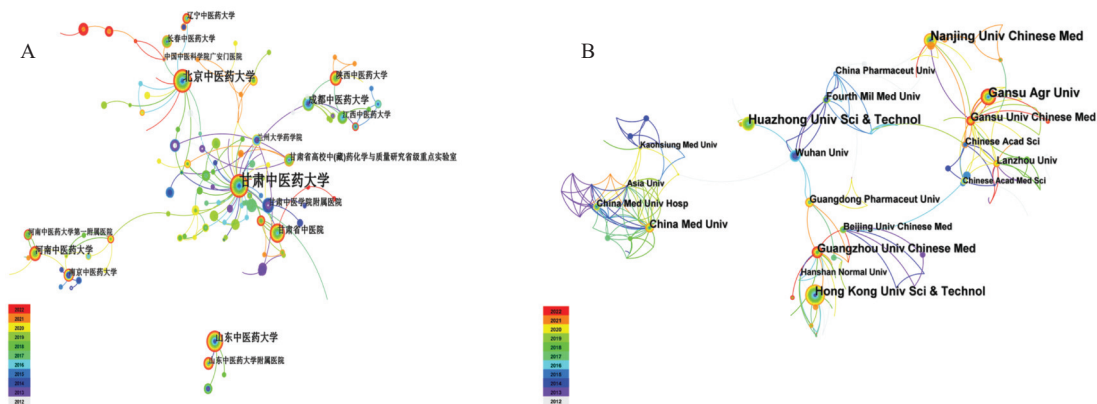 A
辽宁中医药大学
长春中医药大学
中国中医科学院广安门医院
北京中医药大学
陕西中医药大学
成都中医药大学
江西中医药大学
兰州大学药学院
甘肃省高校中(藏)药化学与质量研究省级重点实验室
甘肃中医药大学
甘肃中医学院附属医院
甘肃省中医院
河南中医药大学第一附属医院
河南中医药大学
南京中医药大学
山东中医药大学
山东中医药大学附属医院
2022
2021
2020
2019
2018
2017
2016
2015
2014
2013
2012
B
Nanjing Univ Chinese Med
China Pharmaceut Univ
Fourth Mil Med Univ
Gansu Agr Univ
Huazhong Univ Sci & Technol
Gansu Univ Chinese Med
Kaohsiung Med Univ
Chinese Acad Sci
Wuhan Univ
Lanzhou Univ
Asia Univ
Chinese Acad Med Sci
China Med Univ Hosp
Guangdong Pharmaceut Univ
China Med Univ
Beijing Univ Chinese Med
Guangzhou Univ Chinese Med
Hanshan Normal Univ
Hong Kong Univ Sci & Technol
2022
2021
2020
2019
2018
2017
2016
2015
2014
2013
2012